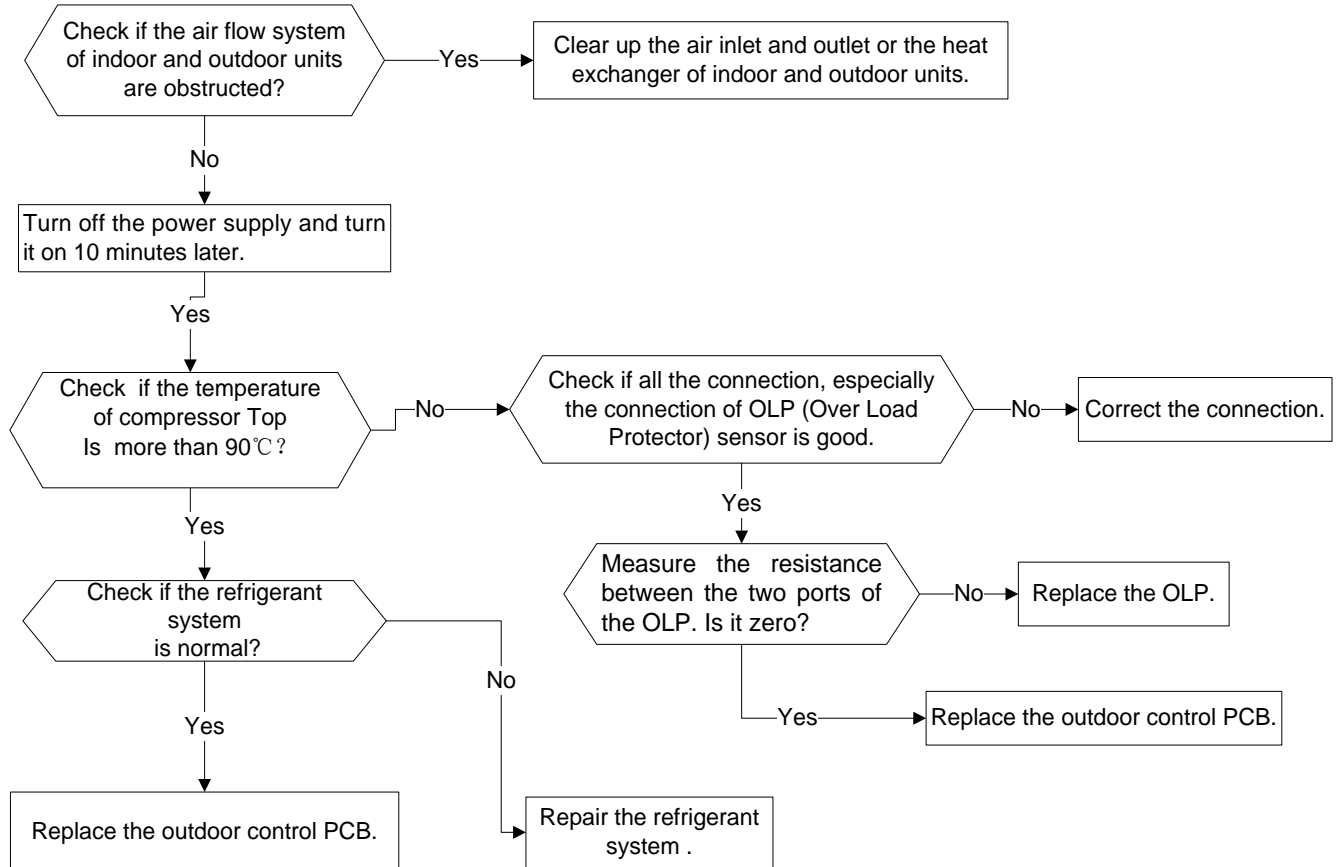 Check if the air flow system
of indoor and outdoor units
are obstructed?
Yes
Clear up the air inlet and outlet or the heat
exchanger of indoor and outdoor units.
No
Turn off the power supply and turn
it on 10 minutes later.
Yes
Check if the temperature
of compressor Top
Is more than 90℃?
No
Check if all the connection, especially
the connection of OLP (Over Load
Protector) sensor is good.
No
Correct the connection.
Yes
Yes
Measure the resistance
between the two ports of
the OLP. Is it zero?
No
Replace the OLP.
Check if the refrigerant
system
is normal?
No
Yes
Yes
Replace the outdoor control PCB.
Replace the outdoor control PCB.
Repair the refrigerant
system .